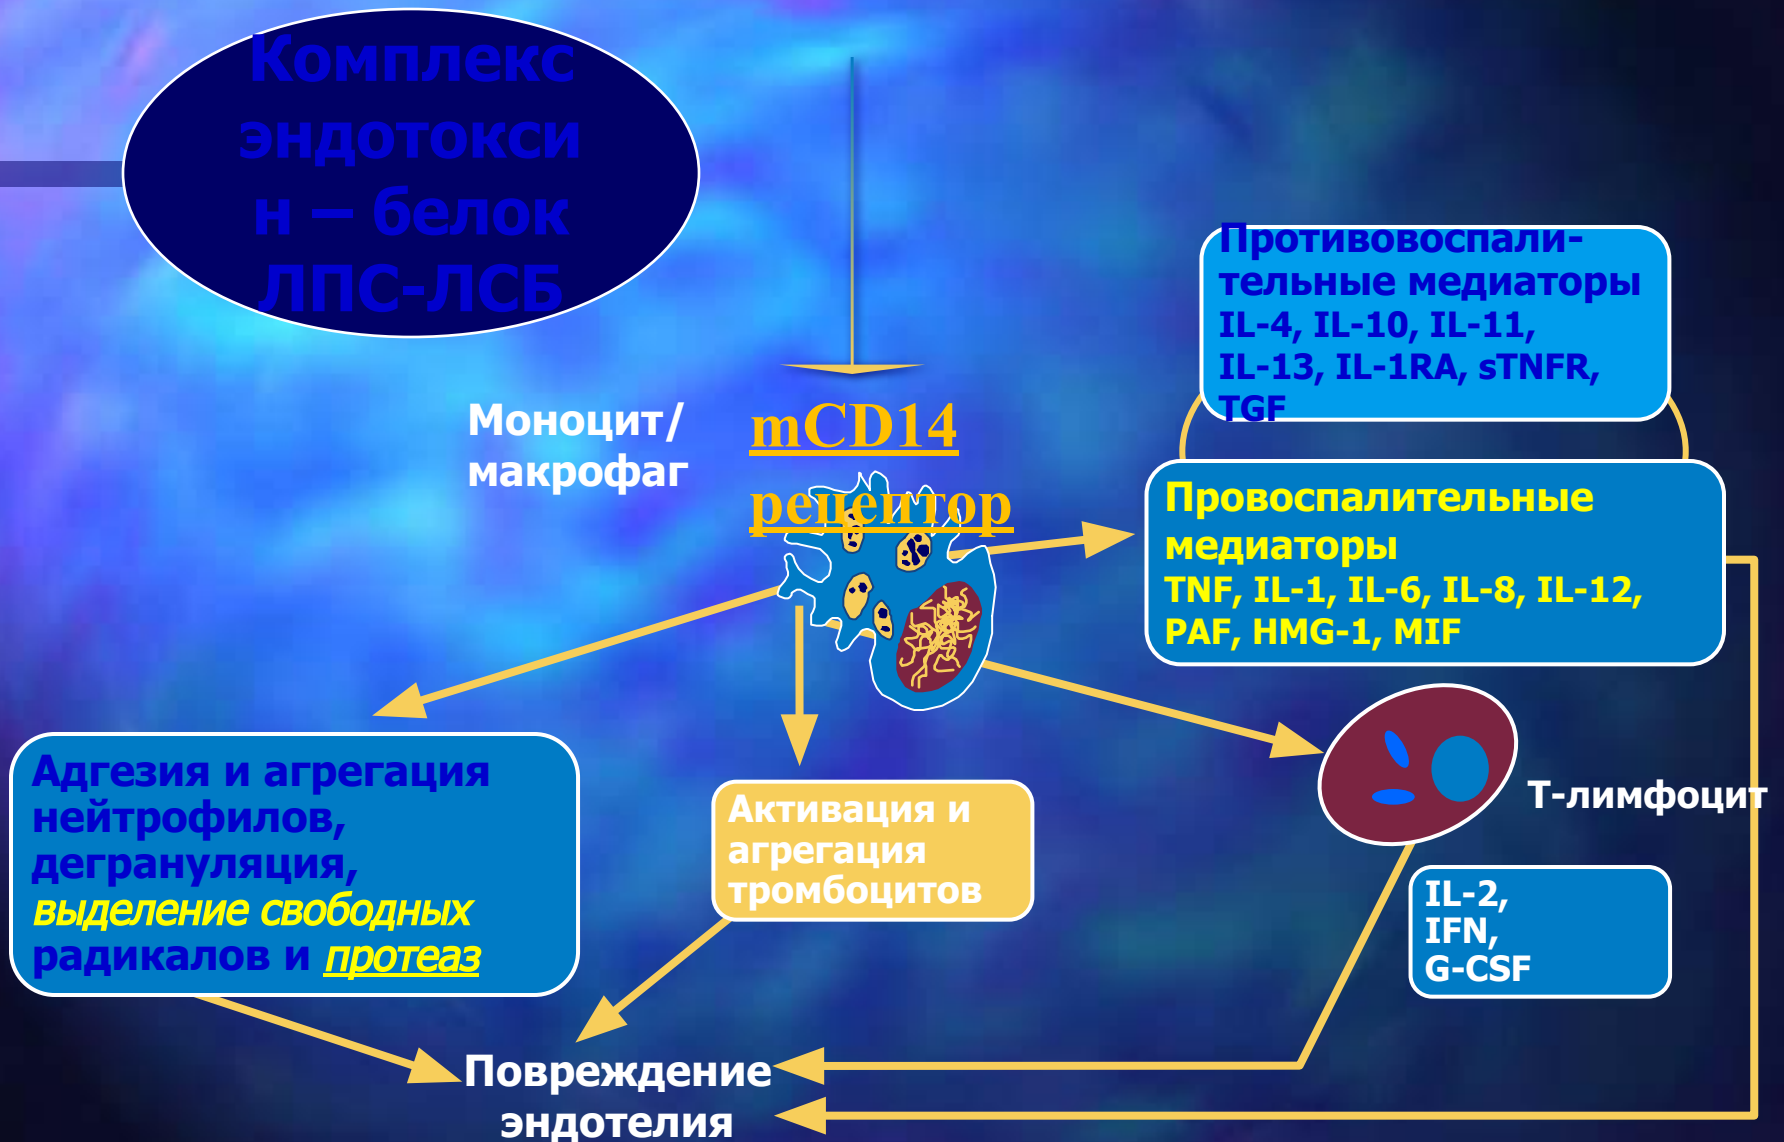 Комплекс
эндотокси
н – белок
ЛПС-ЛСБ
Противовоспали-
тельные медиаторы
IL-4, IL-10, IL-11,
IL-13, IL-1RA, sTNFR,
TGF
Моноцит/
макрофаг
mCD14
рецептор
Провоспалительные
медиаторы
TNF, IL-1, IL-6, IL-8, IL-12,
PAF, HMG-1, MIF
Адгезия и агрегация
нейтрофилов,
дегрануляция,
выделение свободных
радикалов и протеаз
Активация и
агрегация
тромбоцитов
Т-лимфоцит
IL-2,
IFN,
G-CSF
Повреждение
эндотелия